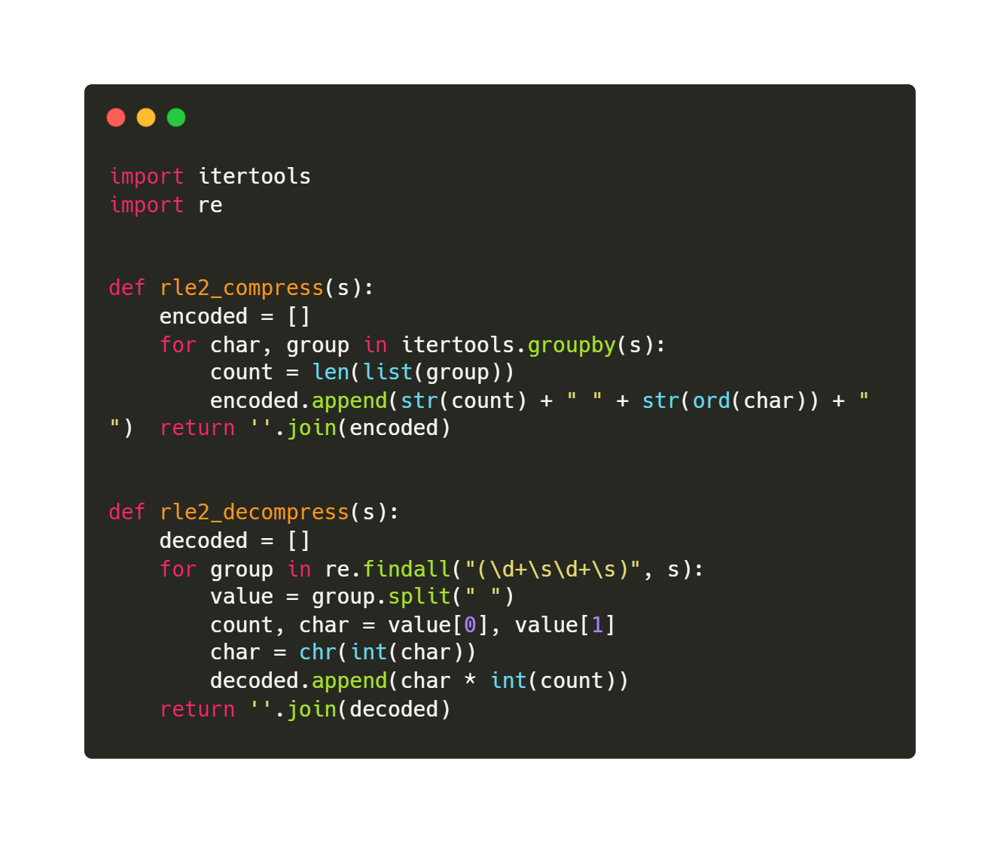 import itertools
import re


def rle2_compress(s):
    encoded = []
    for char, group in itertools.groupby(s):
        count = len(list(group))
        encoded.append(str(count) + " " + str(ord(char)) + "
")  return ''.join(encoded)


def rle2_decompress(s):
    decoded = []
    for group in re.findall("(\d+\s\d+\s)", s):
        value = group.split(" ")
        count, char = value[0], value[1]
        char = chr(int(char))
        decoded.append(char * int(count))
    return ''.join(decoded)